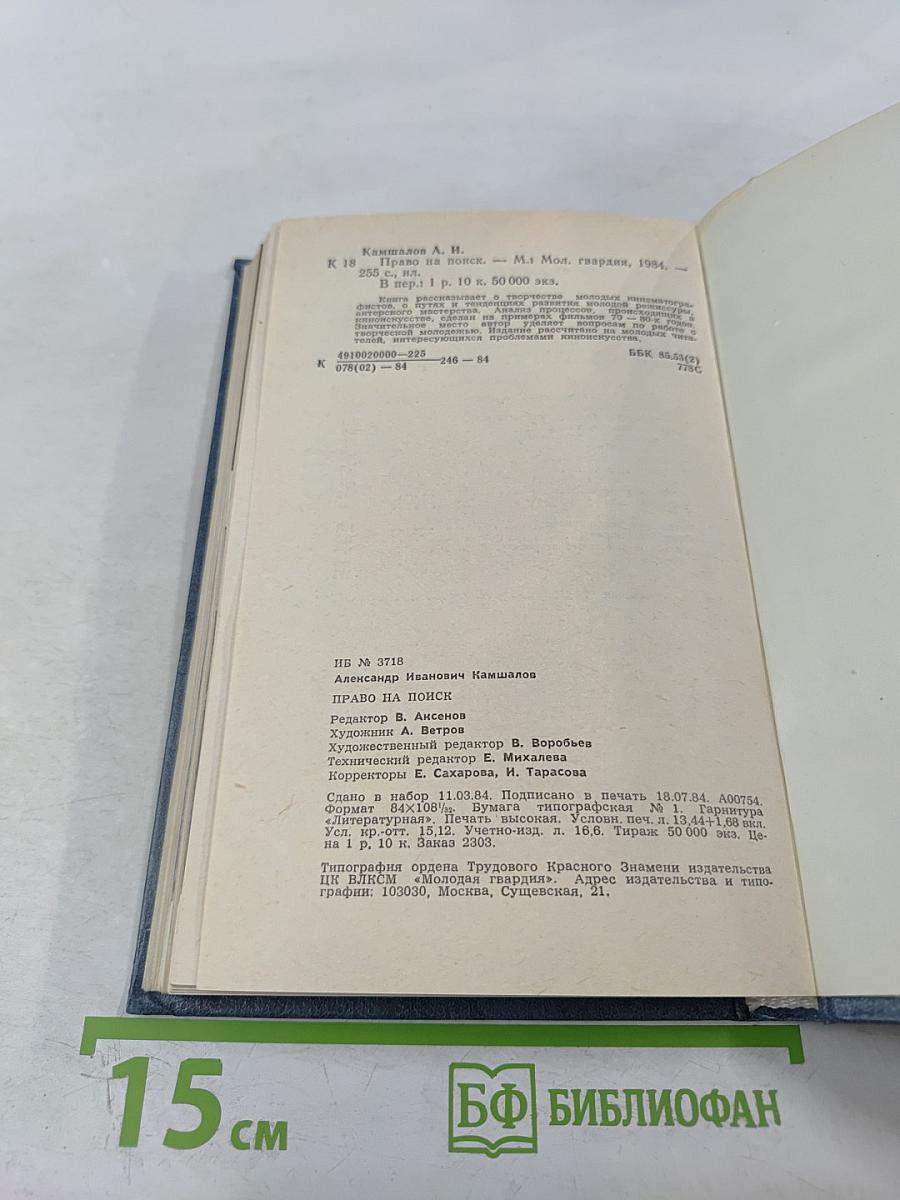 Камшалов А. И.
К 18 Право на поиск. — М.: Мол. гвардия, 1984. —
255 с., ил.
В пер.: 1 р. 10 к. 50 000 экз.
Книга рассказывает о творчестве молодых кинематогра-
фистов, о путях и тенденциях развития молодой режиссуры,
актерского мастерства. Анализ процессов, происходящих в
киноискусстве, сделан на примерах фильмов 70—80-х годов.
Значительное место автор уделяет вопросам по работе с
творческой молодежью. Издание рассчитано на молодых чита-
телей, интересующихся проблемами киноискусства.
К 4910020000—225 246 — 84 ББК 85.53(2)
078(02) — 84 778С
ИБ № 3718
Александр Иванович Камшалов
ПРАВО НА ПОИСК
Редактор В. Аксенов
Художник А. Ветров
Художественный редактор В. Воробьев
Технический редактор Е. Михалева
Корректоры Е. Сахарова, И. Тарасова
Сдано в набор 11.03.84. Подписано в печать 18.07.84. А00754.
Формат 84×108¹/₃₂. Бумага типографская № 1. Гарнитура
«Литературная». Печать высокая. Условн. печ. л. 13,44+1,68 вкл.
Усл. кр.-отт. 15,12. Учетно-изд. л. 16,6. Тираж 50 000 экз. Це-
на 1 р. 10 к. Заказ 2303.
Типография ордена Трудового Красного Знамени издательства
ЦК ВЛКСМ «Молодая гвардия». Адрес издательства и типо-
графии: 103030, Москва, Сущевская, 21.
15 см
БФ БИБЛИОФАН